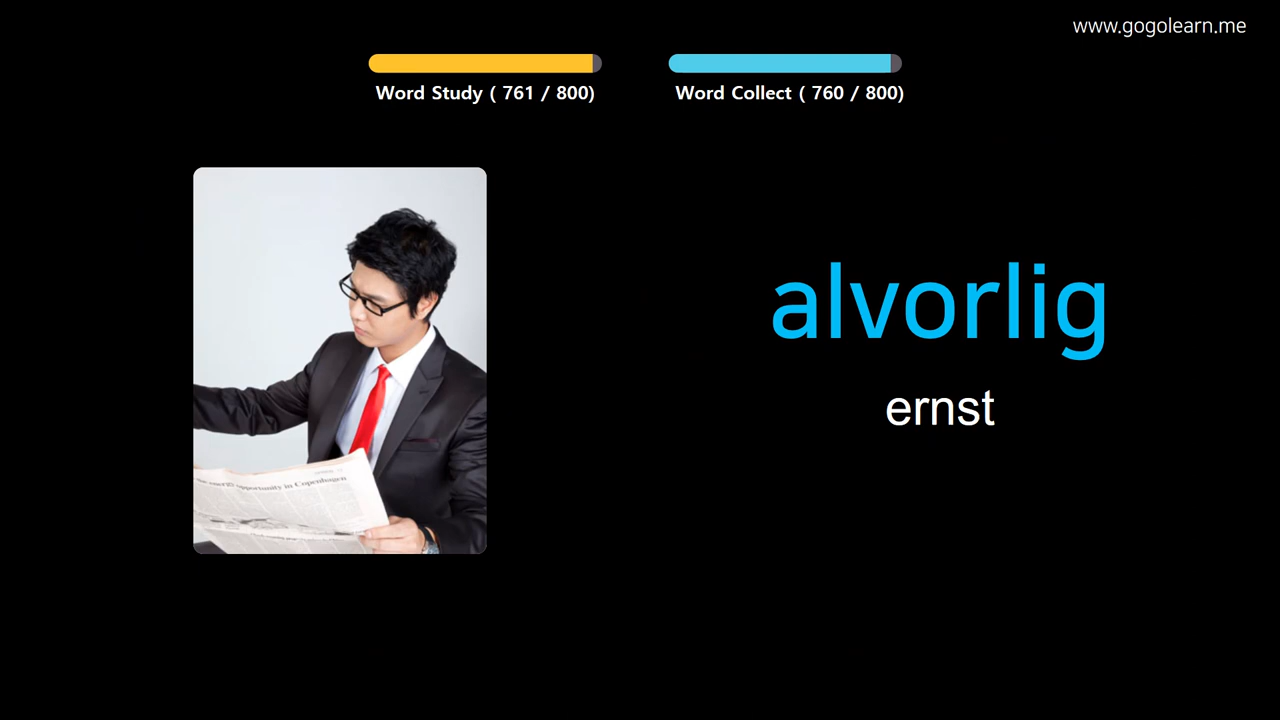 www.gogolearn.me
Word Study ( 761 / 800)
Word Collect ( 760 / 800)
alvorlig
ernst
opportunity in Copenhagen